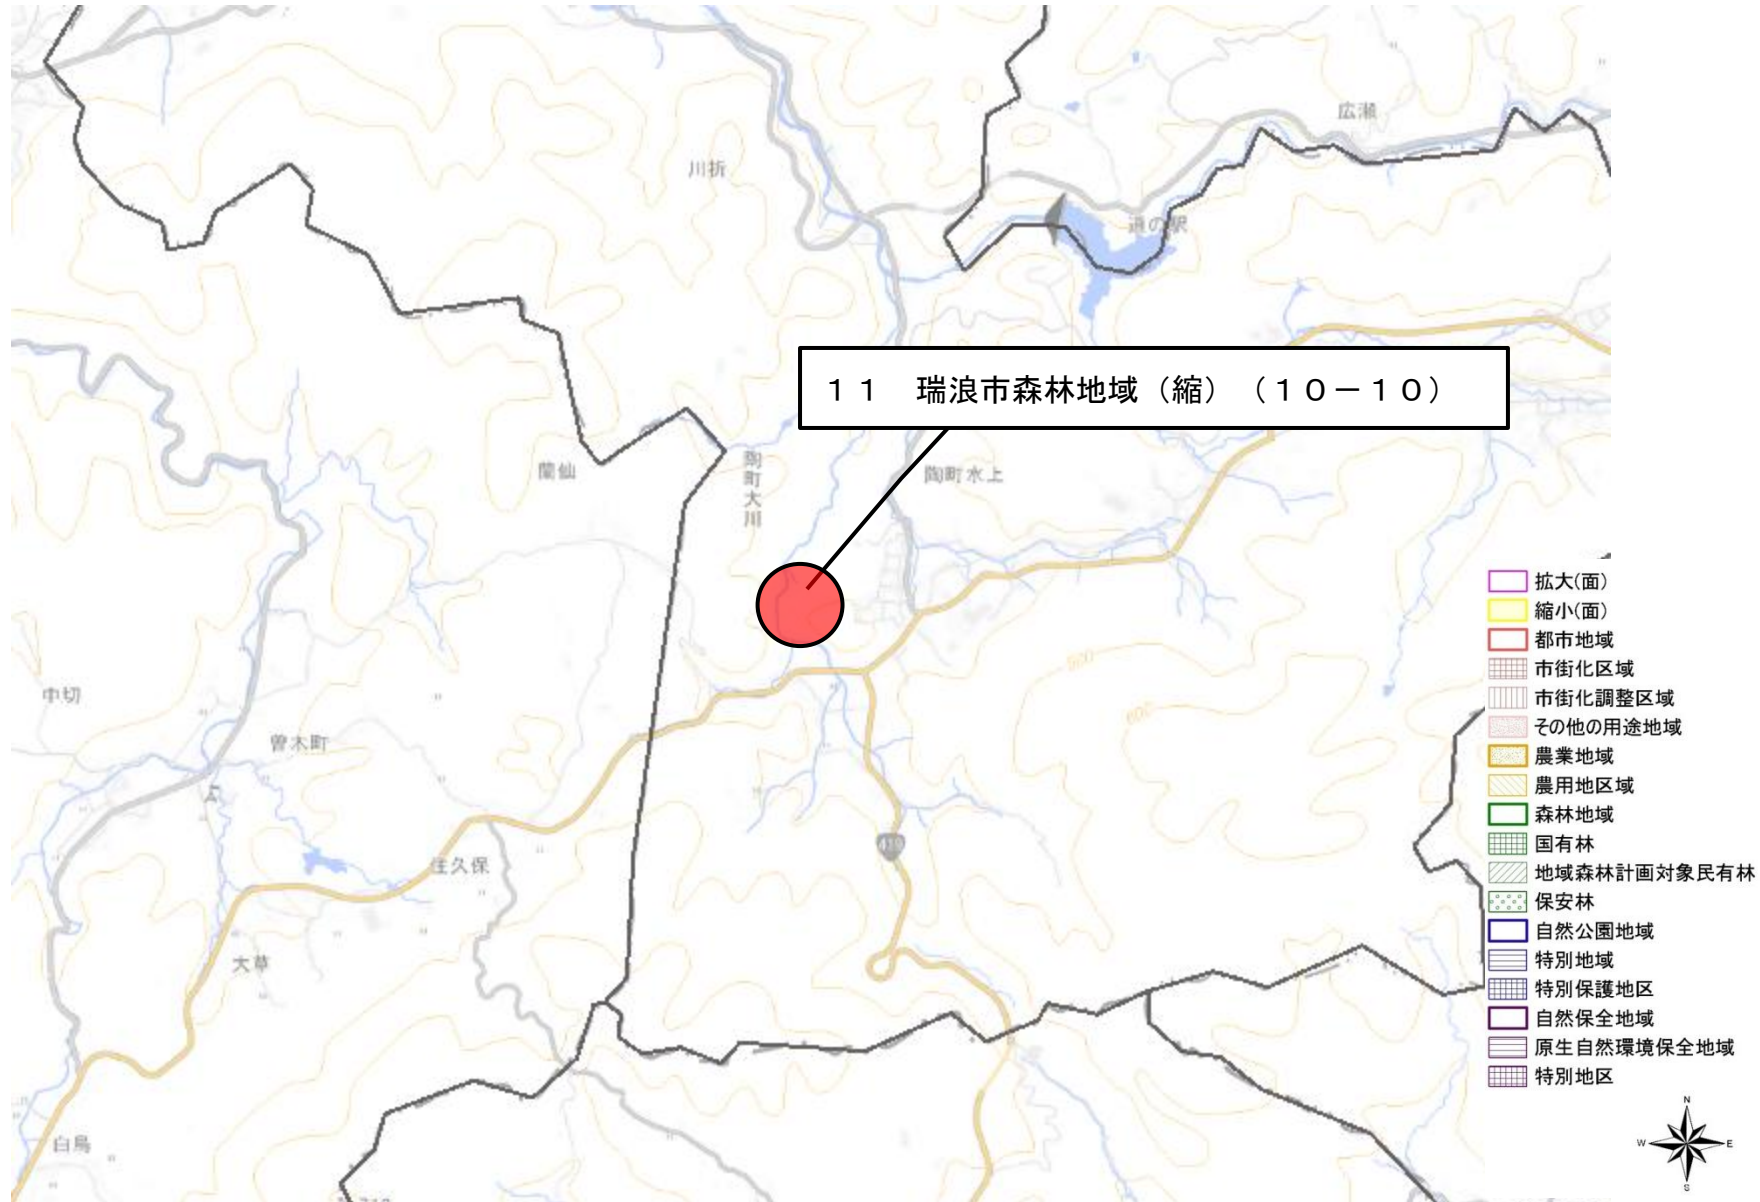 広瀬
川折
道の駅
11 瑞浪市森林地域（縮）（10－10）
陶町大川
陶町水上
蘭仙
500
600
中切
曽木町
419
住久保
大草
白鳥
拡大(面)
縮小(面)
都市地域
市街化区域
市街化調整区域
その他の用途地域
農業地域
農用地区域
森林地域
国有林
地域森林計画対象民有林
保安林
自然公園地域
特別地域
特別保護地区
自然保全地域
原生自然環境保全地域
特別地区
N
W
E
S